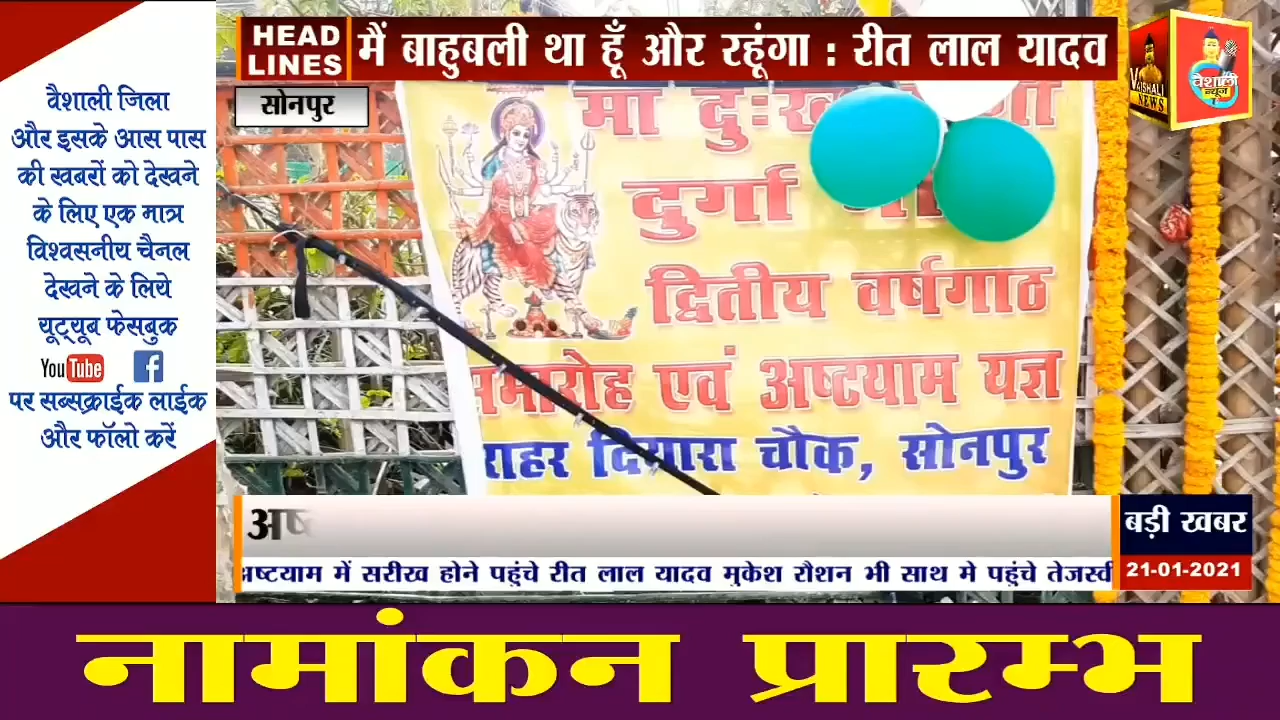 HEAD LINES
मैं बाहुबली था हूँ और रहूंगा : रीत लाल यादव
VAISHALI NEWS
वैशाली न्यूज
सोनपुर
वैशाली जिला
और इसके आस पास
की खबरों को देखने
के लिए एक मात्र
विश्वसनीय चैनल
देखने के लिये
यूट्यूब फेसबुक
YouTube f
पर सब्सक्राईक लाईक
और फॉलो करें
मा
दुर्गा
द्वितीय वर्षगाठ
समारोह एवं अष्टयाम यज्ञ
चौक, सोनपुर
बड़ी खबर
अष्टयाम में सरीख होने पहुंचे रीत लाल यादव मुकेश रौशन भी साथ मे पहुंचे
21-01-2021
नामांकन प्रारम्भ